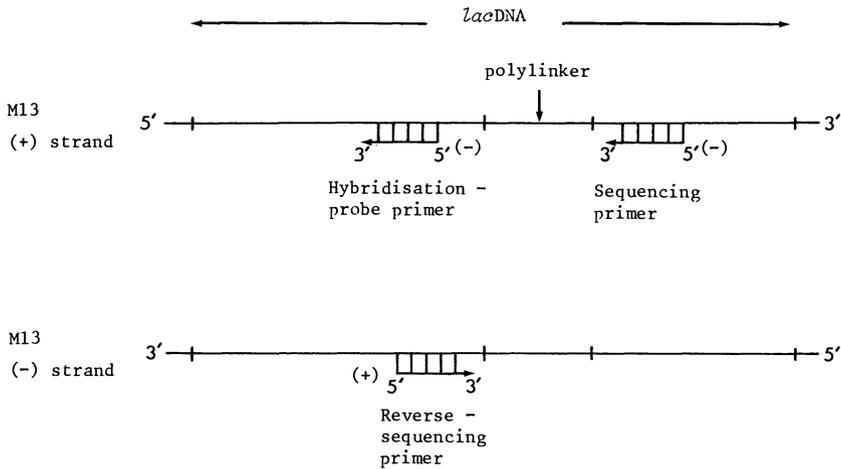 lacDNA
polylinker
M13
(+) strand
5′
3′
3′
5′(-)
3′
5′(-)
Hybridisation -
probe primer
Sequencing
primer
M13
(-) strand
3′
5′
(+)
5′
3′
Reverse -
sequencing
primer